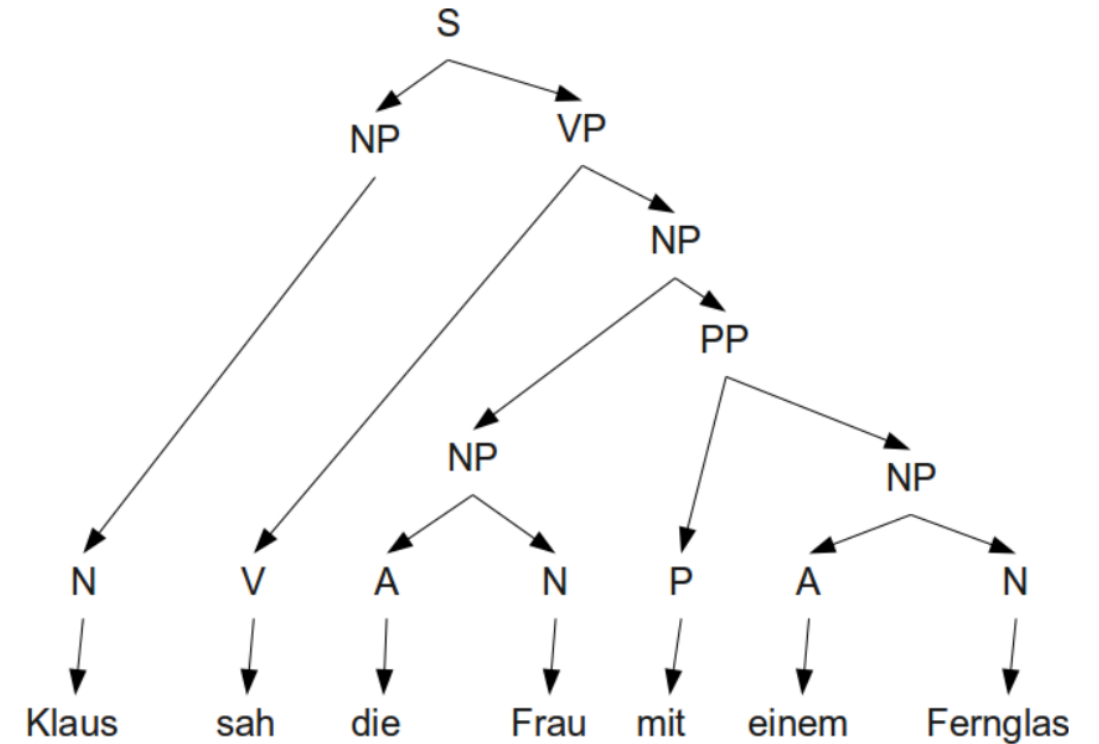 S
NP VP
NP
PP
NP NP
N V A N P A N
Klaus sah die Frau mit einem Fernglas